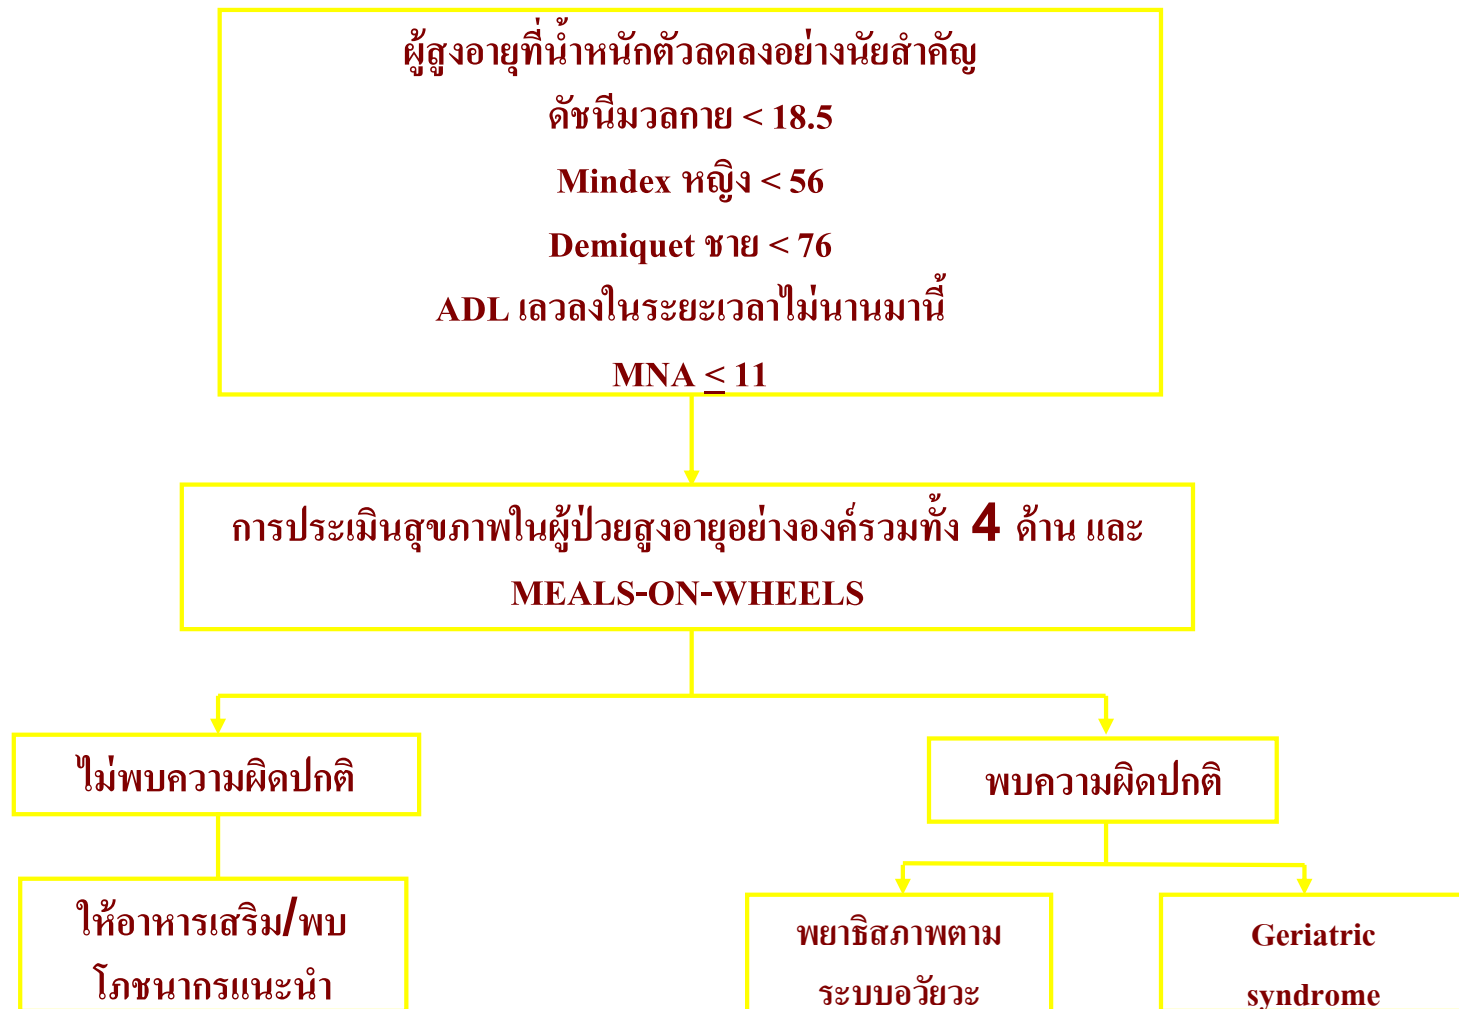 ผู้สูงอายุที่น้ำหนักตัวลดลงอย่างนัยสำคัญ
ดัชนีมวลกาย < 18.5
Mindex หญิง < 56
Demiquet ชาย < 76
ADL เลวลงในระยะเวลาไม่นานมานี้
MNA ≤ 11
การประเมินสุขภาพในผู้ป่วยสูงอายุอย่างองค์รวมทั้ง 4 ด้าน และ
MEALS-ON-WHEELS
ไม่พบความผิดปกติ
พบความผิดปกติ
ให้อาหารเสริม/พบ
โภชนากรแนะนำ
พยาธิสภาพตาม
ระบบอวัยวะ
Geriatric
syndrome